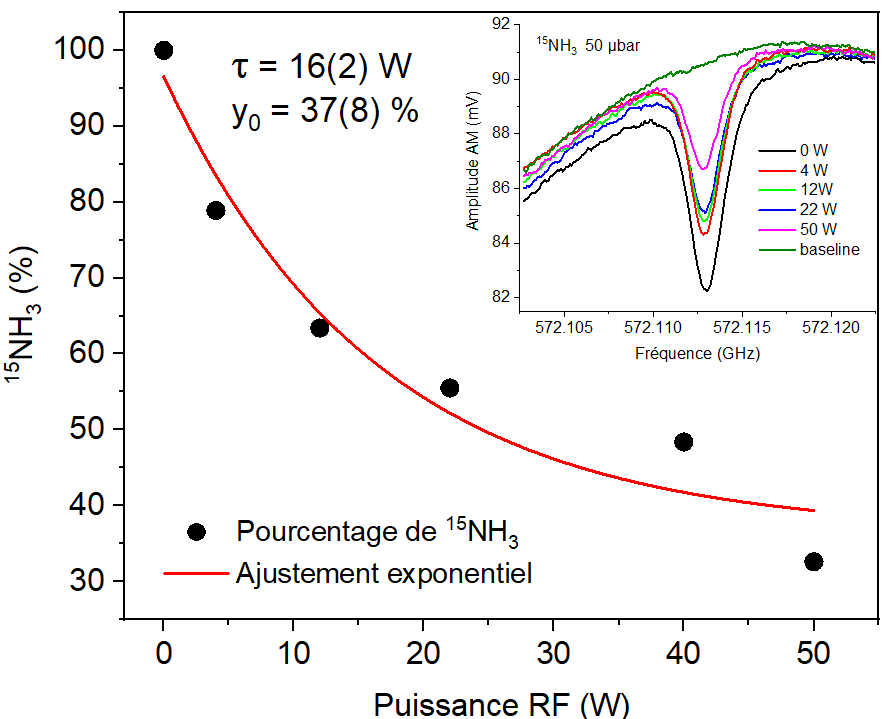 τ = 16(2) W
y₀ = 37(8) %
¹⁵NH₃ (%)
100
90
80
70
60
50
40
30
0 10 20 30 40 50
Puissance RF (W)
Pourcentage de ¹⁵NH₃
Ajustement exponentiel
¹⁵NH₃ 50 µbar
Amplitude AM (mV)
92
91
88
86
84
82
572.105 572.110 572.115 572.120
Fréquence (GHz)
0 W
4 W
12W
22 W
50 W
baseline